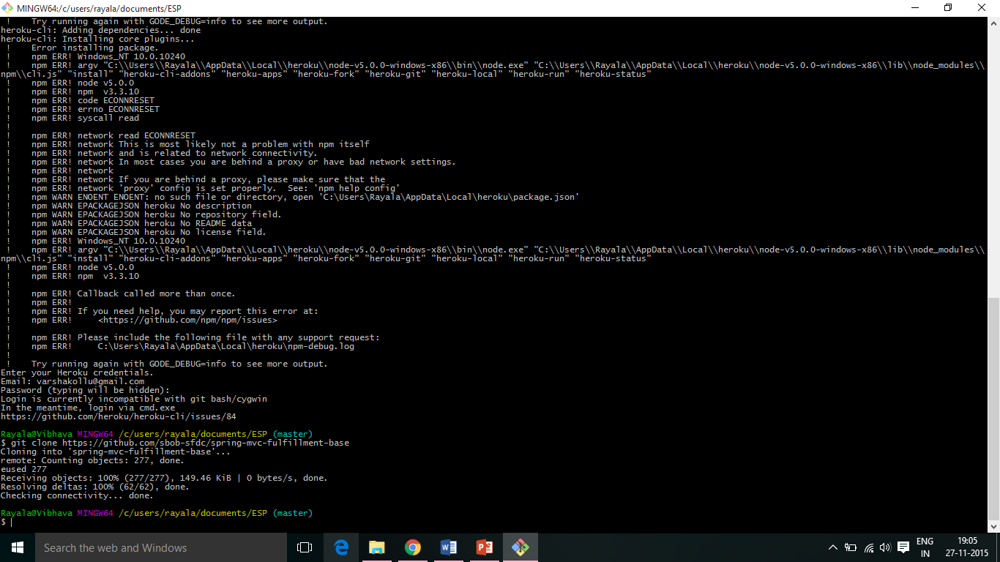 MINGW64:/c/users/rayala/documents/ESP
! Try running again with GODE_DEBUG=info to see more output.
heroku-cli: Adding dependencies... done
heroku-cli: Installing core plugins...
! Error installing package.
! npm ERR! Windows_NT 10.0.10240
! npm ERR! argv "C:\\Users\\Rayala\\AppData\\Local\\heroku\\node-v5.0.0-windows-x86\\bin\\node.exe" "C:\\Users\\Rayala\\AppData\\Local\\heroku\\node-v5.0.0-windows-x86\\lib\\node_modules\\
npm\\cli.js" "install" "heroku-cli-addons" "heroku-apps" "heroku-fork" "heroku-git" "heroku-local" "heroku-run" "heroku-status"
! npm ERR! node v5.0.0
! npm ERR! npm  v3.3.10
! npm ERR! code ECONNRESET
! npm ERR! errno ECONNRESET
! npm ERR! syscall read
!
! npm ERR! network read ECONNRESET
! npm ERR! network This is most likely not a problem with npm itself
! npm ERR! network and is related to network connectivity.
! npm ERR! network In most cases you are behind a proxy or have bad network settings.
! npm ERR! network
! npm ERR! network If you are behind a proxy, please make sure that the
! npm ERR! network 'proxy' config is set properly.  See: 'npm help config'
! npm WARN ENOENT ENOENT: no such file or directory, open 'C:\Users\Rayala\AppData\Local\heroku\package.json'
! npm WARN EPACKAGEJSON heroku No description
! npm WARN EPACKAGEJSON heroku No repository field.
! npm WARN EPACKAGEJSON heroku No README data
! npm WARN EPACKAGEJSON heroku No license field.
! npm ERR! Windows_NT 10.0.10240
! npm ERR! argv "C:\\Users\\Rayala\\AppData\\Local\\heroku\\node-v5.0.0-windows-x86\\bin\\node.exe" "C:\\Users\\Rayala\\AppData\\Local\\heroku\\node-v5.0.0-windows-x86\\lib\\node_modules\\
npm\\cli.js" "install" "heroku-cli-addons" "heroku-apps" "heroku-fork" "heroku-git" "heroku-local" "heroku-run" "heroku-status"
! npm ERR! node v5.0.0
! npm ERR! npm  v3.3.10
!
! npm ERR! Callback called more than once.
! npm ERR!
! npm ERR! If you need help, you may report this error at:
! npm ERR!     <https://github.com/npm/npm/issues>
!
! npm ERR! Please include the following file with any support request:
! npm ERR!     C:\Users\Rayala\AppData\Local\heroku\npm-debug.log
!
! Try running again with GODE_DEBUG=info to see more output.
Enter your Heroku credentials.
Email: varshakollu@gmail.com
Password (typing will be hidden):
Login is currently incompatible with git bash/cygwin
In the meantime, login via cmd.exe
https://github.com/heroku/heroku-cli/issues/84
Rayala@Vibhava MINGW64 /c/users/rayala/documents/ESP (master)
$ git clone https://github.com/sbob-sfdc/spring-mvc-fulfillment-base
Cloning into 'spring-mvc-fulfillment-base'...
remote: Counting objects: 277, done.
eused 277
Receiving objects: 100% (277/277), 149.46 KiB | 0 bytes/s, done.
Resolving deltas: 100% (62/62), done.
Checking connectivity... done.
Rayala@Vibhava MINGW64 /c/users/rayala/documents/ESP (master)
$
Search the web and Windows
ENG
IN
19:05
27-11-2015